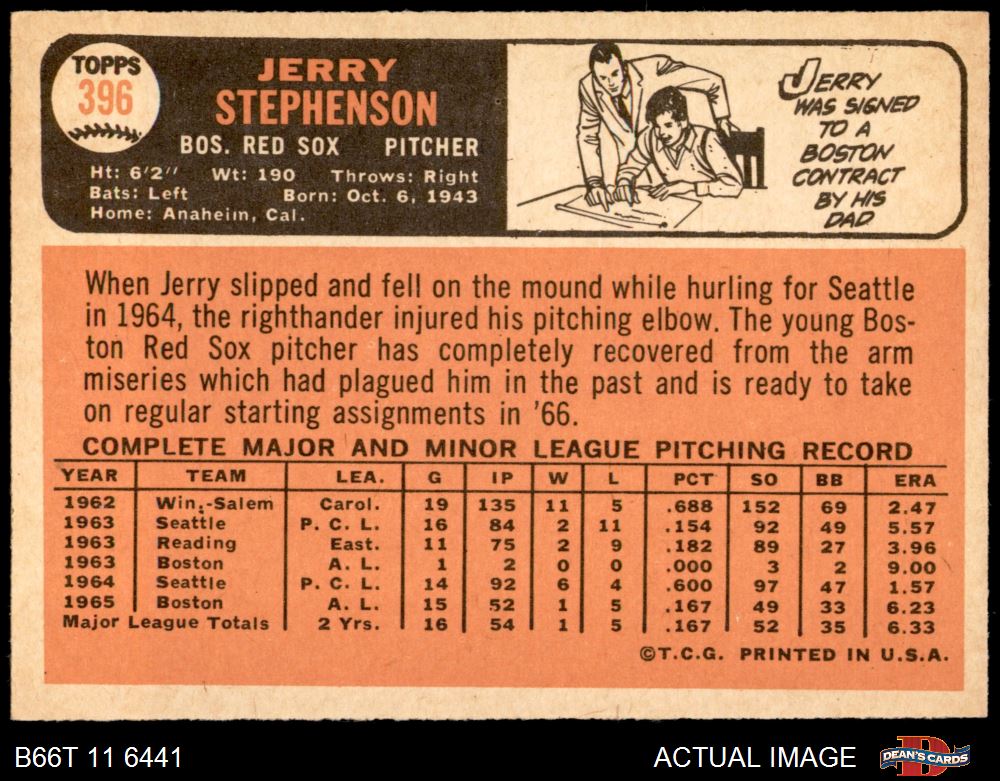 TOPPS
396
JERRY
STEPHENSON
BOS. RED SOX PITCHER
Ht: 6'2" Wt: 190 Throws: Right
Bats: Left Born: Oct. 6, 1943
Home: Anaheim, Cal.
JERRY
WAS SIGNED
TO A
BOSTON
CONTRACT
BY HIS
DAD
When Jerry slipped and fell on the mound while hurling for Seattle
in 1964, the righthander injured his pitching elbow. The young Bos-
ton Red Sox pitcher has completely recovered from the arm
miseries which had plagued him in the past and is ready to take
on regular starting assignments in '66.
COMPLETE MAJOR AND MINOR LEAGUE PITCHING RECORD
YEAR TEAM LEA. G IP W L PCT SO BB ERA
1962 Win.-Salem Carol. 19 135 11 5 .688 152 69 2.47
1963 Seattle P. C. L. 16 84 2 11 .154 92 49 5.57
1963 Reading East. 11 75 2 9 .182 89 27 3.96
1963 Boston A. L. 1 2 0 0 .000 3 2 9.00
1964 Seattle P. C. L. 14 92 6 4 .600 97 47 1.57
1965 Boston A. L. 15 52 1 5 .167 49 33 6.23
Major League Totals 2 Yrs. 16 54 1 5 .167 52 35 6.33
©T.C.G. PRINTED IN U.S.A.
B66T 11 6441 ACTUAL IMAGE DEAN'S CARDS